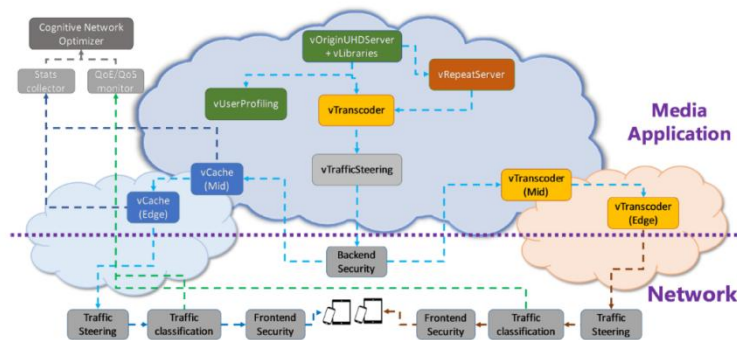 Cognitive Network
Optimizer
Stats
collector
QoE/QoS
monitor
vOriginUHDServer
+ vLibraries
vRepeatServer
vUserProfiling
vTranscoder
vTrafficSteering
Media
Application
vCache
(Mid)
vCache
(Edge)
vTranscoder
(Mid)
vTranscoder
(Edge)
Backend
Security
Network
Traffic
Steering
Traffic
classification
Frontend
Security
Frontend
Security
Traffic
classification
Traffic
Steering